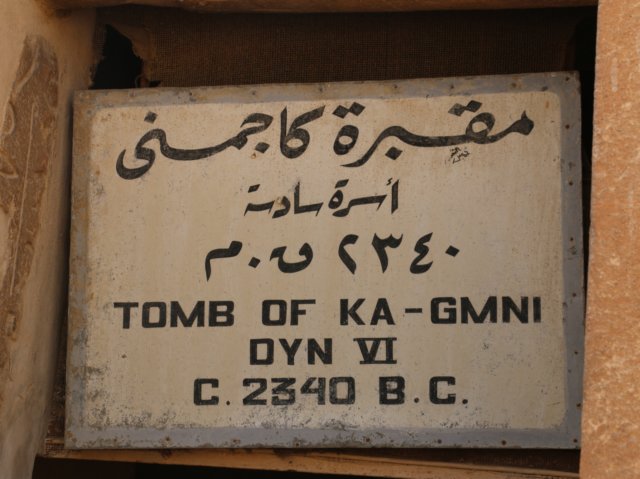 مقبرة كاجمنى
أسرة سادسة
٢٣٤٠ ق.م
TOMB OF KA-GMNI
DYN VI
C. 2340 B.C.